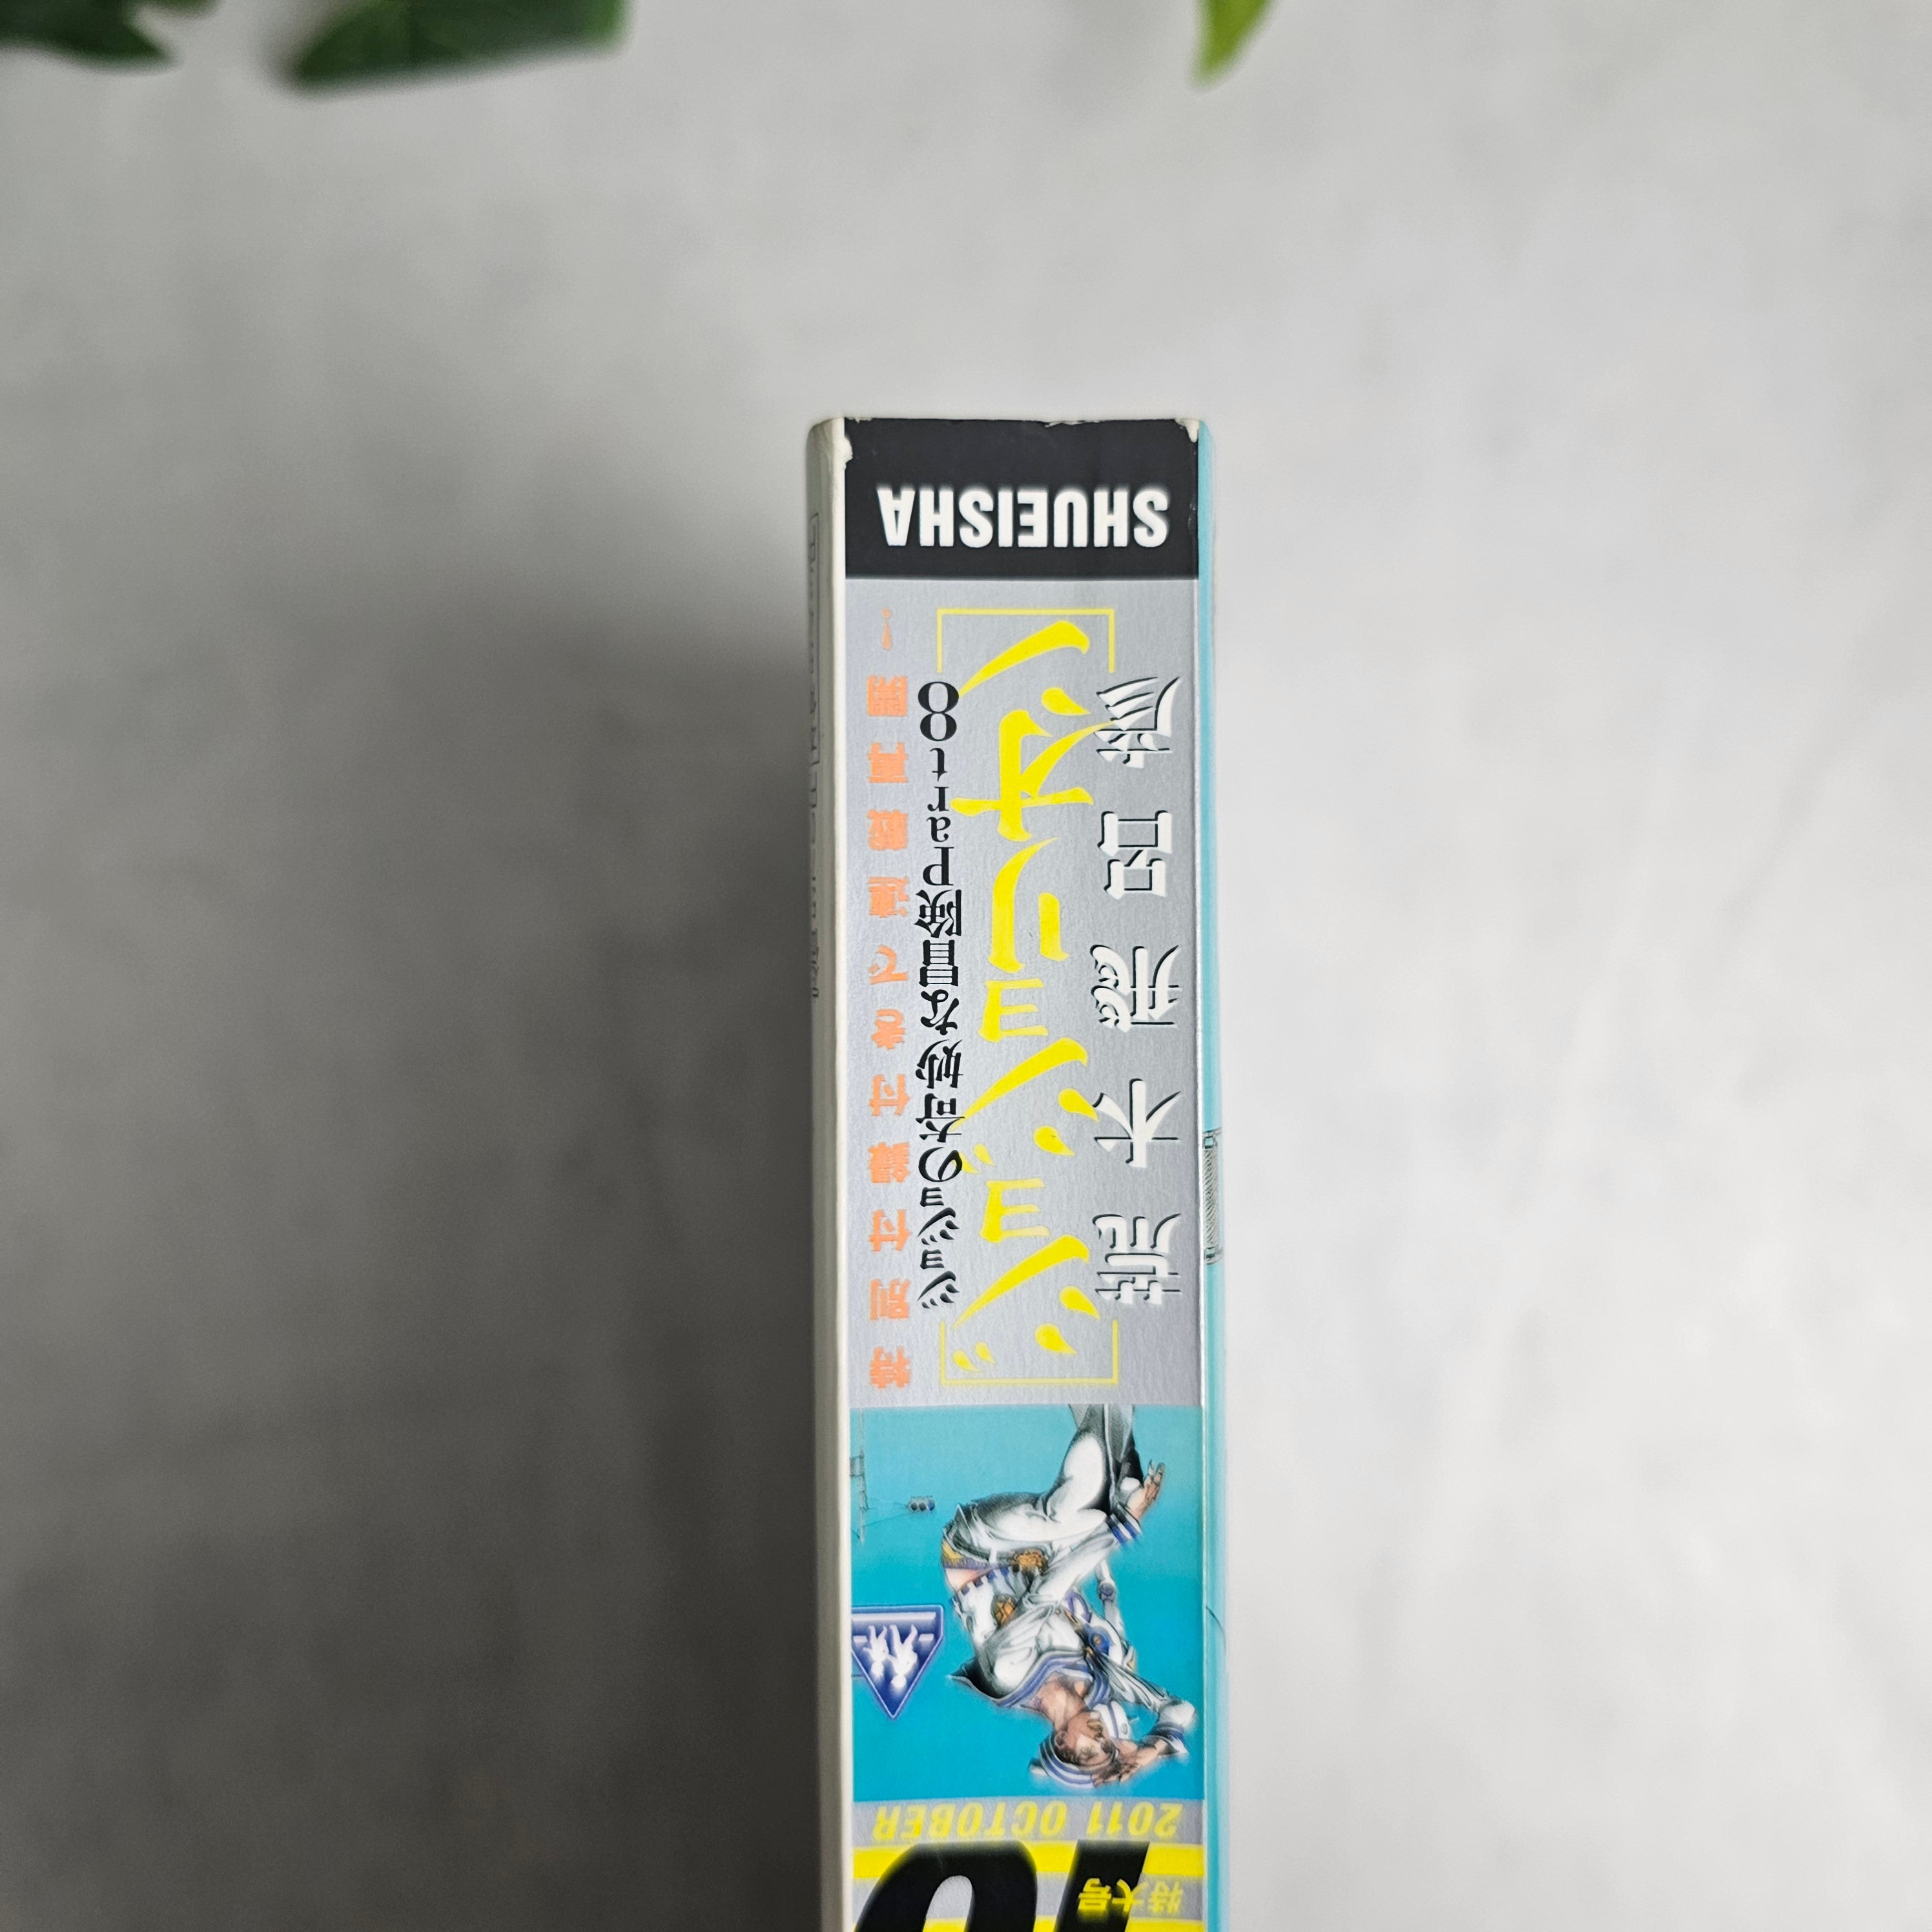 10
特大号
2011 OCTOBER
荒木飛呂彦
[ジョジョリオン]
ジョジョの奇妙な冒険Part8
特別付録付きで連載再開!
SHUEISHA